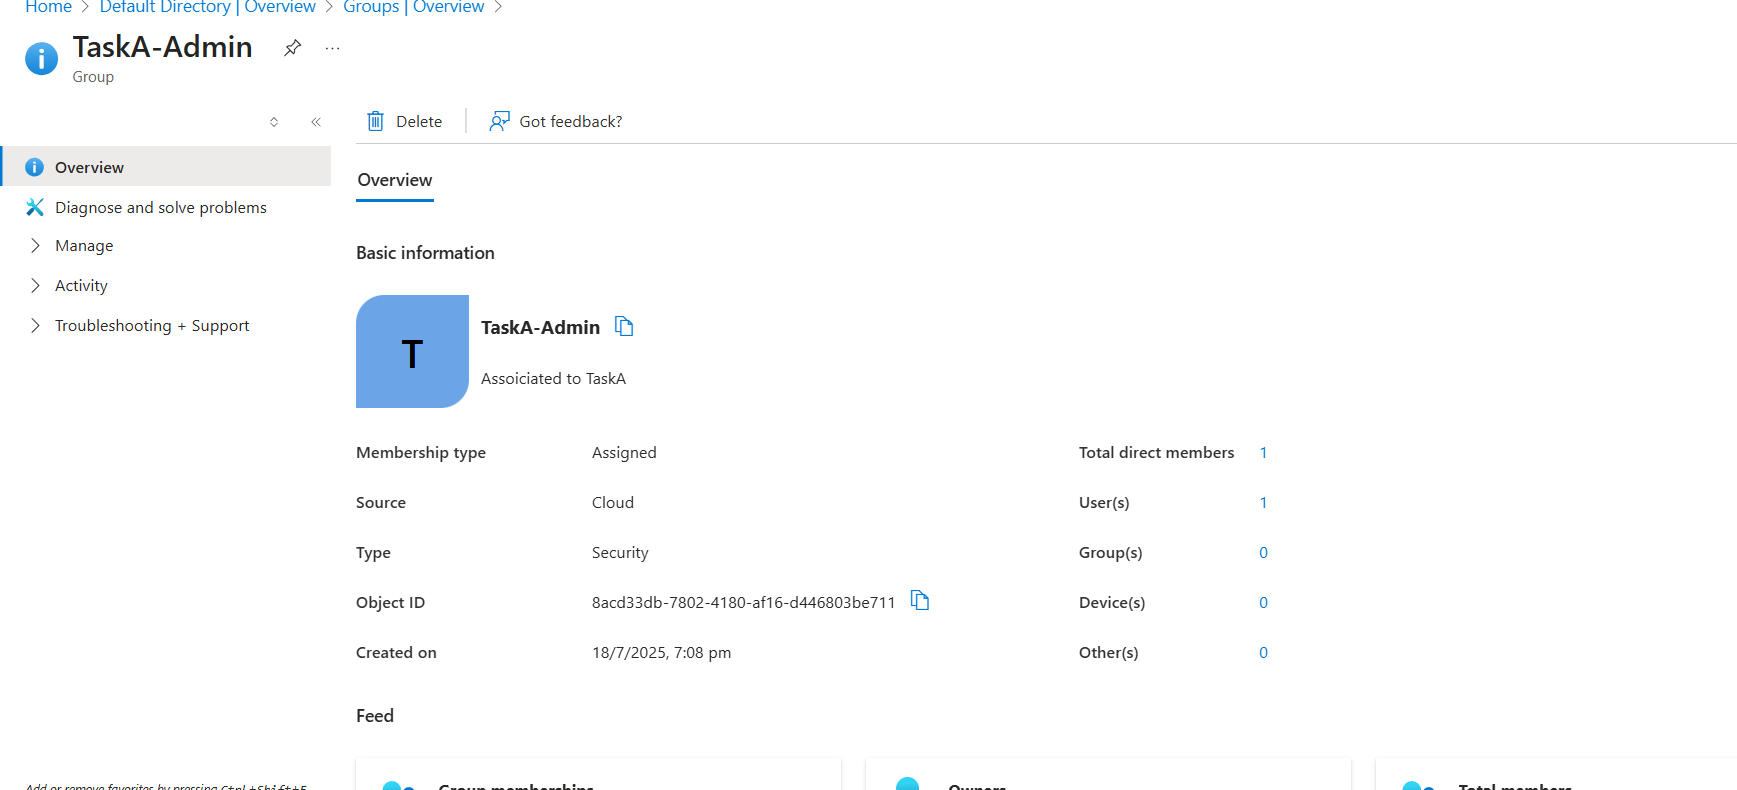 Home > Default Directory | Overview > Groups | Overview >
TaskA-Admin ...
Group
Delete
Got feedback?
Overview
Diagnose and solve problems
Manage
Activity
Troubleshooting + Support
Overview
Basic information
T
TaskA-Admin
Assoiciated to TaskA
Membership type Assigned Total direct members 1
Source Cloud User(s) 1
Type Security Group(s) 0
Object ID 8acd33db-7802-4180-af16-d446803be711 Device(s) 0
Created on 18/7/2025, 7:08 pm Other(s) 0
Feed
Group memberships Owners Total members
Add or remove favorites by pressing Ctrl+Shift+F